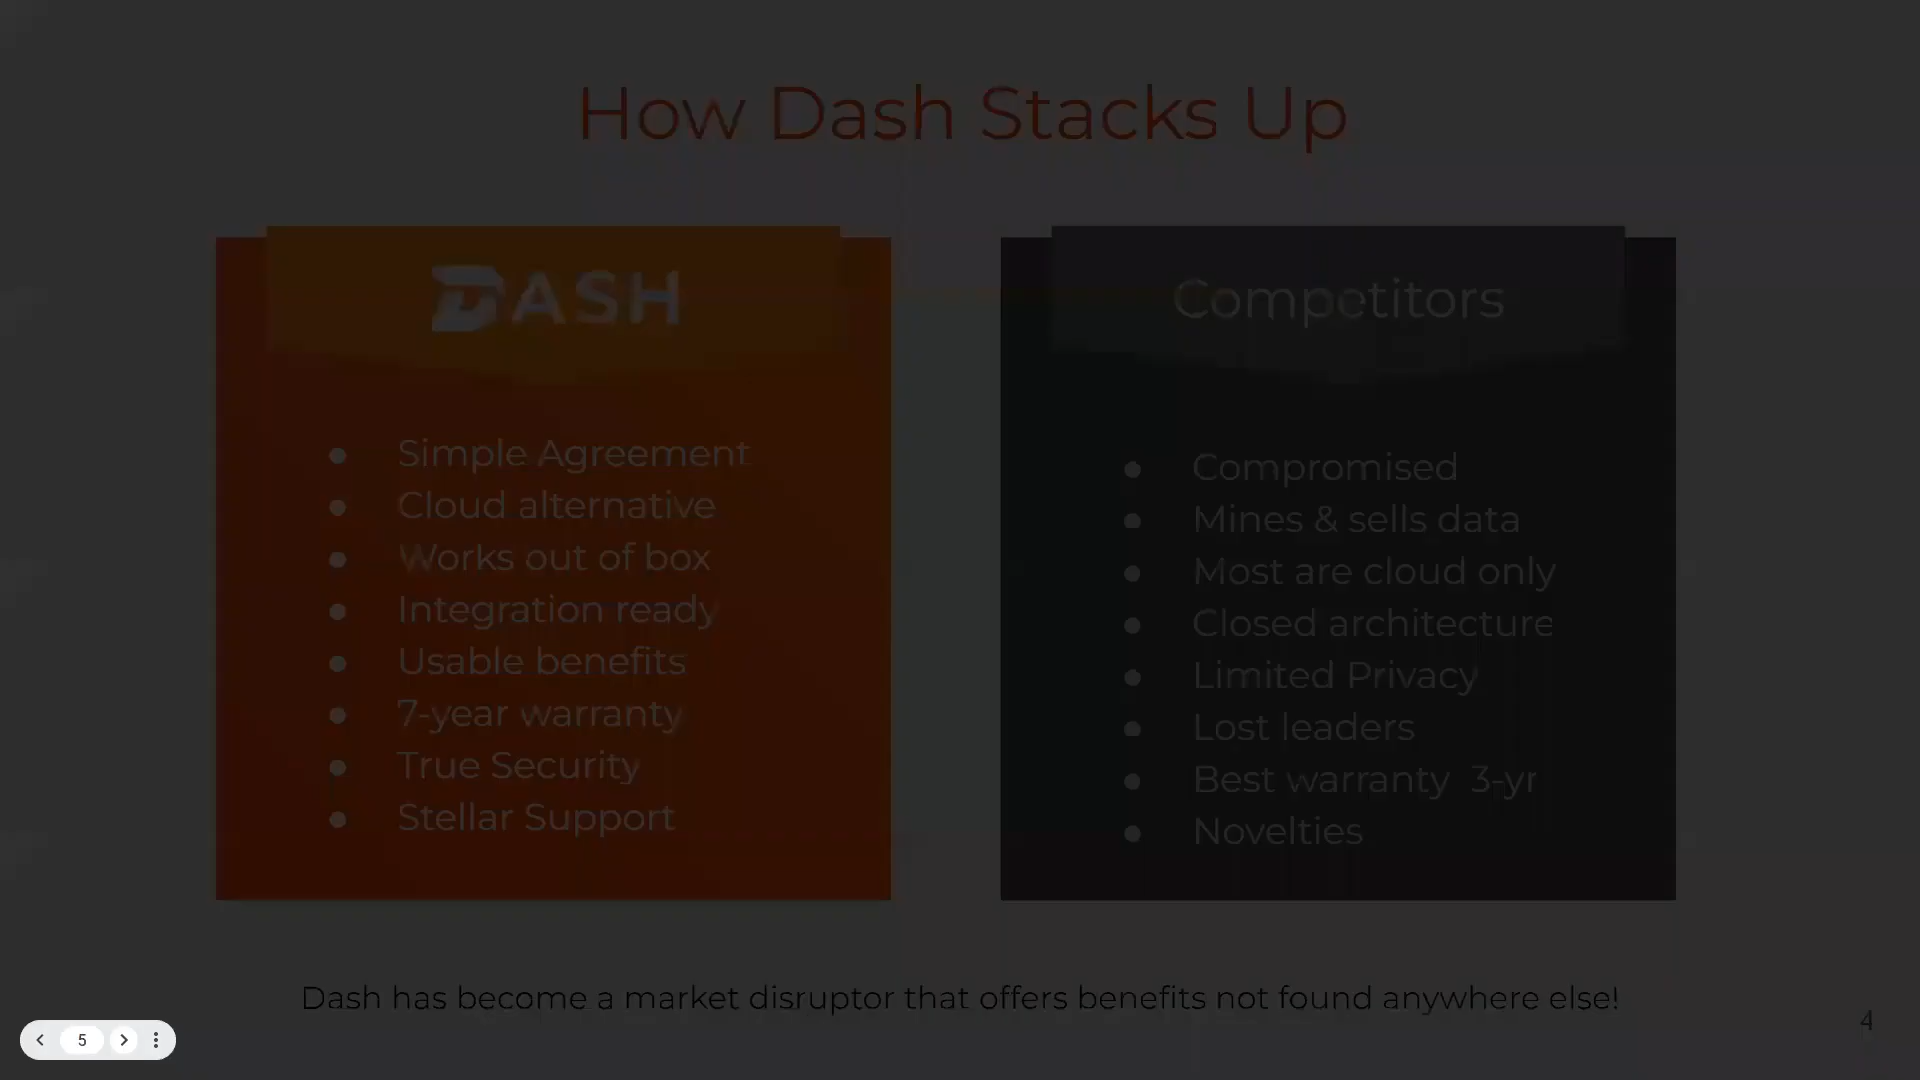 How Dash Stacks Up
DASH
Simple Agreement
Cloud alternative
Works out of box
Integration ready
Usable benefits
7-year warranty
True Security
Stellar Support
Competitors
Compromised
Mines & sells data
Most are cloud only
Closed architecture
Limited Privacy
Lost leaders
Best warranty  3-yr
Novelties
Dash has become a market disruptor that offers benefits not found anywhere else!
4
5